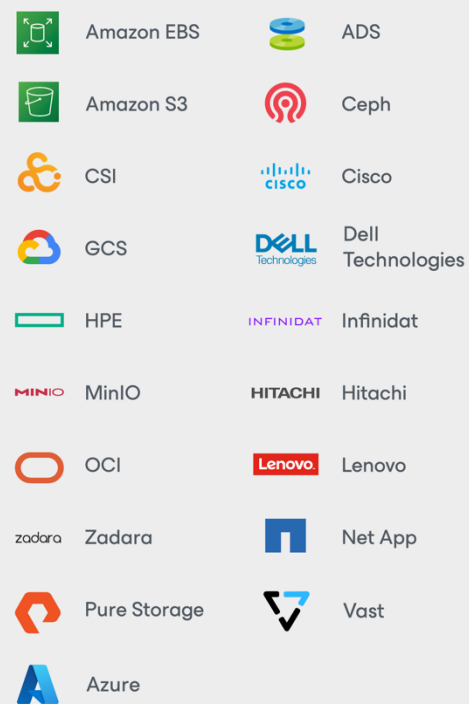 Amazon EBS
ADS
Amazon S3
Ceph
CSI
CISCO
Cisco
GCS
DELL
Technologies
Dell
Technologies
HPE
INFINIDAT
Infinidat
MINIO
MinIO
HITACHI
Hitachi
OCI
Lenovo.
Lenovo
zadara
Zadara
Net App
Pure Storage
Vast
Azure